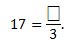 17 = □/3.